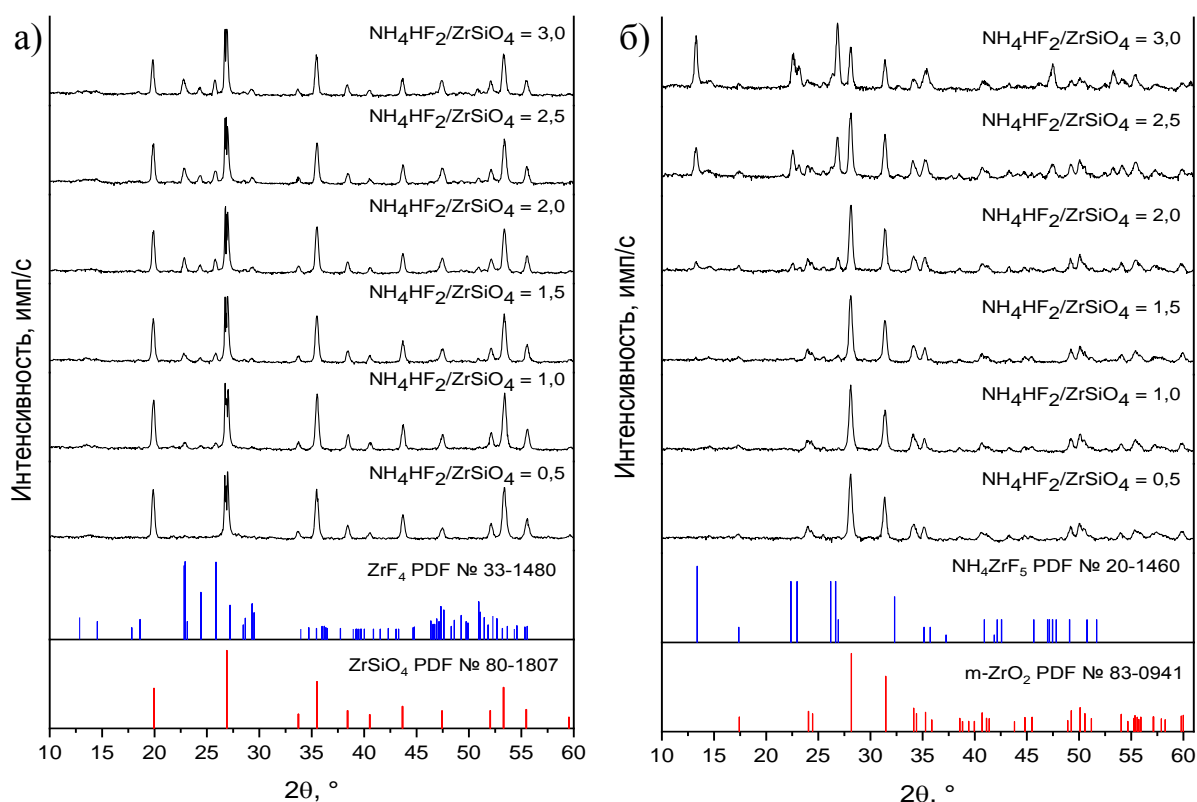 а)
NH4HF2/ZrSiO4 = 3,0
NH4HF2/ZrSiO4 = 2,5
NH4HF2/ZrSiO4 = 2,0
NH4HF2/ZrSiO4 = 1,5
NH4HF2/ZrSiO4 = 1,0
NH4HF2/ZrSiO4 = 0,5
ZrF4 PDF № 33-1480
ZrSiO4 PDF № 80-1807
Интенсивность, имп/с
10 15 20 25 30 35 40 45 50 55 60
2θ, °
б)
NH4HF2/ZrSiO4 = 3,0
NH4HF2/ZrSiO4 = 2,5
NH4HF2/ZrSiO4 = 2,0
NH4HF2/ZrSiO4 = 1,5
NH4HF2/ZrSiO4 = 1,0
NH4HF2/ZrSiO4 = 0,5
NH4ZrF5 PDF № 20-1460
m-ZrO2 PDF № 83-0941
Интенсивность, имп/с
10 15 20 25 30 35 40 45 50 55 60
2θ, °